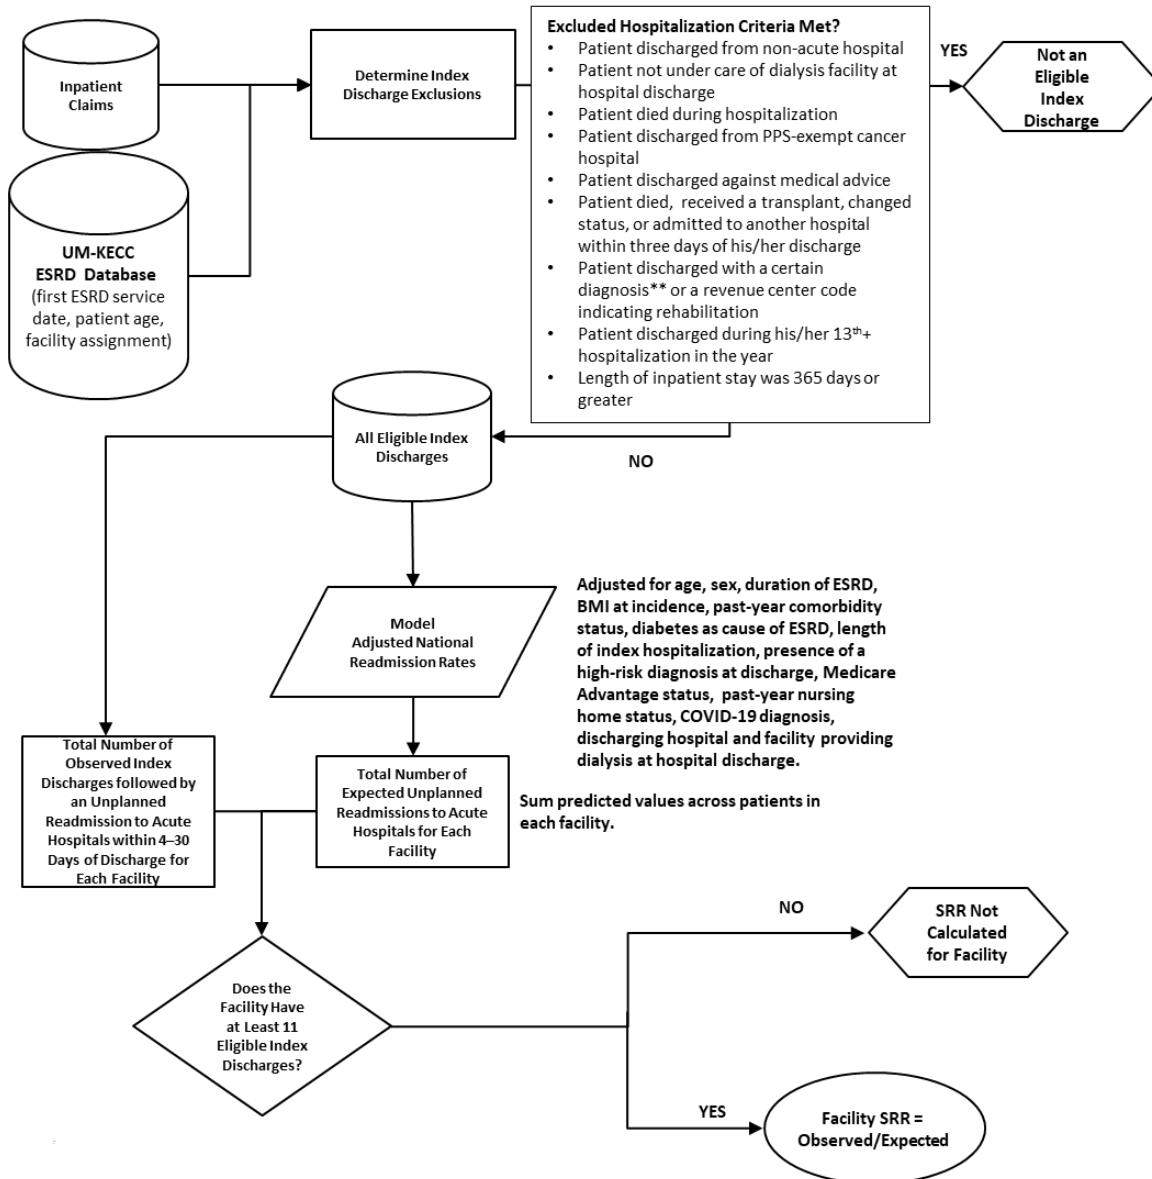 Inpatient
Claims
UM-KECC
ESRD Database
(first ESRD service
date, patient age,
facility assignment)
Determine Index
Discharge Exclusions
Excluded Hospitalization Criteria Met?
• Patient discharged from non-acute hospital
• Patient not under care of dialysis facility at
hospital discharge
• Patient died during hospitalization
• Patient discharged from PPS-exempt cancer
hospital
• Patient discharged against medical advice
• Patient died, received a transplant, changed
status, or admitted to another hospital
within three days of his/her discharge
• Patient discharged with a certain
diagnosis** or a revenue center code
indicating rehabilitation
• Patient discharged during his/her 13th+
hospitalization in the year
• Length of inpatient stay was 365 days or
greater
YES
Not an
Eligible
Index
Discharge
NO
All Eligible Index
Discharges
Model
Adjusted National
Readmission Rates
Adjusted for age, sex, duration of ESRD,
BMI at incidence, past-year comorbidity
status, diabetes as cause of ESRD, length
of index hospitalization, presence of a
high-risk diagnosis at discharge, Medicare
Advantage status, past-year nursing
home status, COVID-19 diagnosis,
discharging hospital and facility providing
dialysis at hospital discharge.
Total Number of
Observed Index
Discharges followed by
an Unplanned
Readmission to Acute
Hospitals within 4–30
Days of Discharge for
Each Facility
Total Number of
Expected Unplanned
Readmissions to Acute
Hospitals for Each
Facility
Sum predicted values across patients in
each facility.
Does the
Facility Have
at Least 11
Eligible Index
Discharges?
NO
SRR Not
Calculated
for Facility
YES
Facility SRR =
Observed/Expected